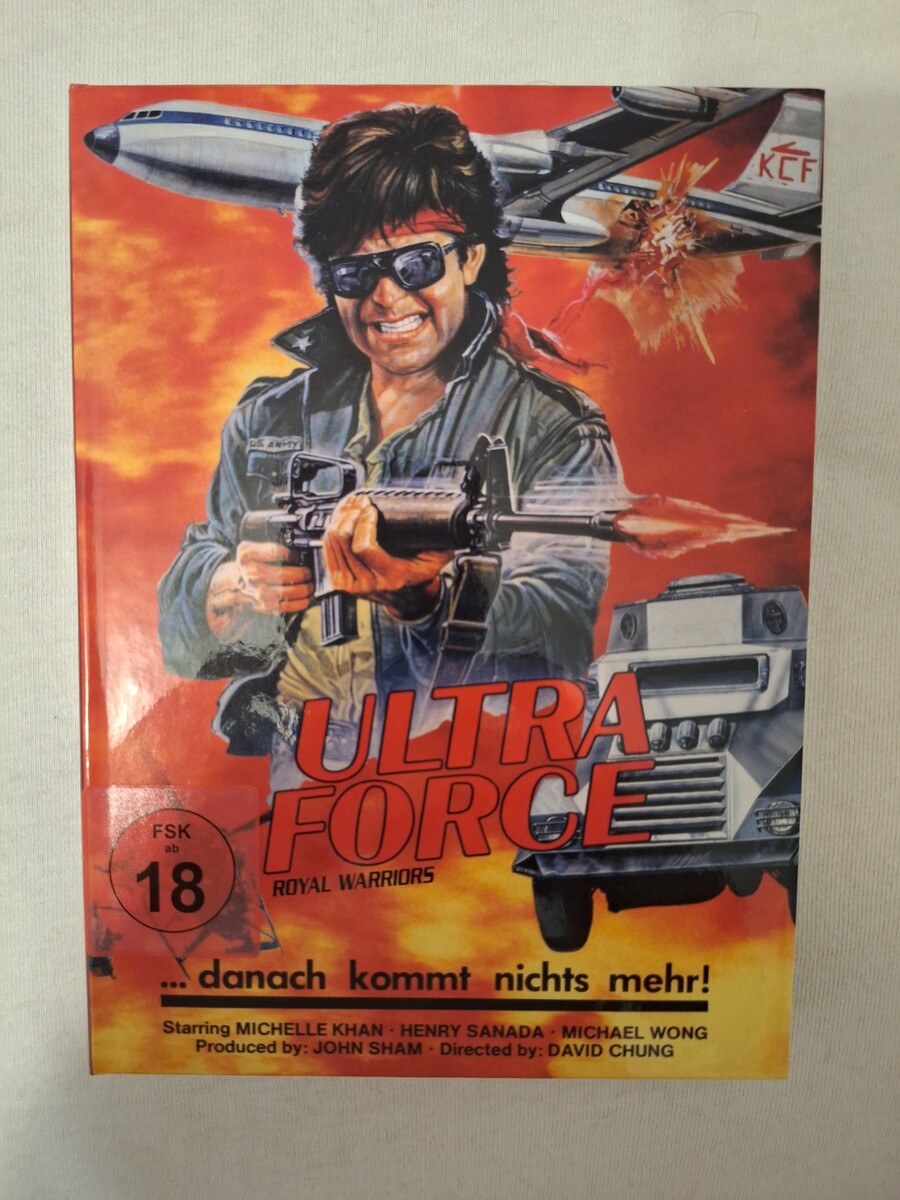 KCF
U.S. ARMY
ULTRA
FORCE
ROYAL WARRIORS
FSK
ab
18
... danach kommt nichts mehr!
Starring MICHELLE KHAN · HENRY SANADA · MICHAEL WONG
Produced by: JOHN SHAM · Directed by: DAVID CHUNG